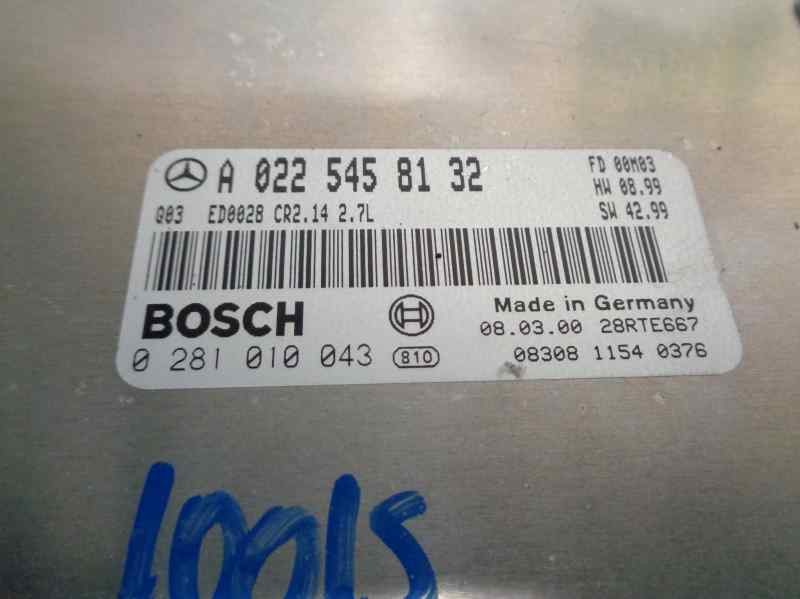 A 022 545 81 32
FD 00M03
HW 08.99
Q03 ED0028 CR2.14 2.7L
SW 42.99
BOSCH
Made in Germany
08.03.00 28RTE667
0 281 010 043 810
08308 1154 0376